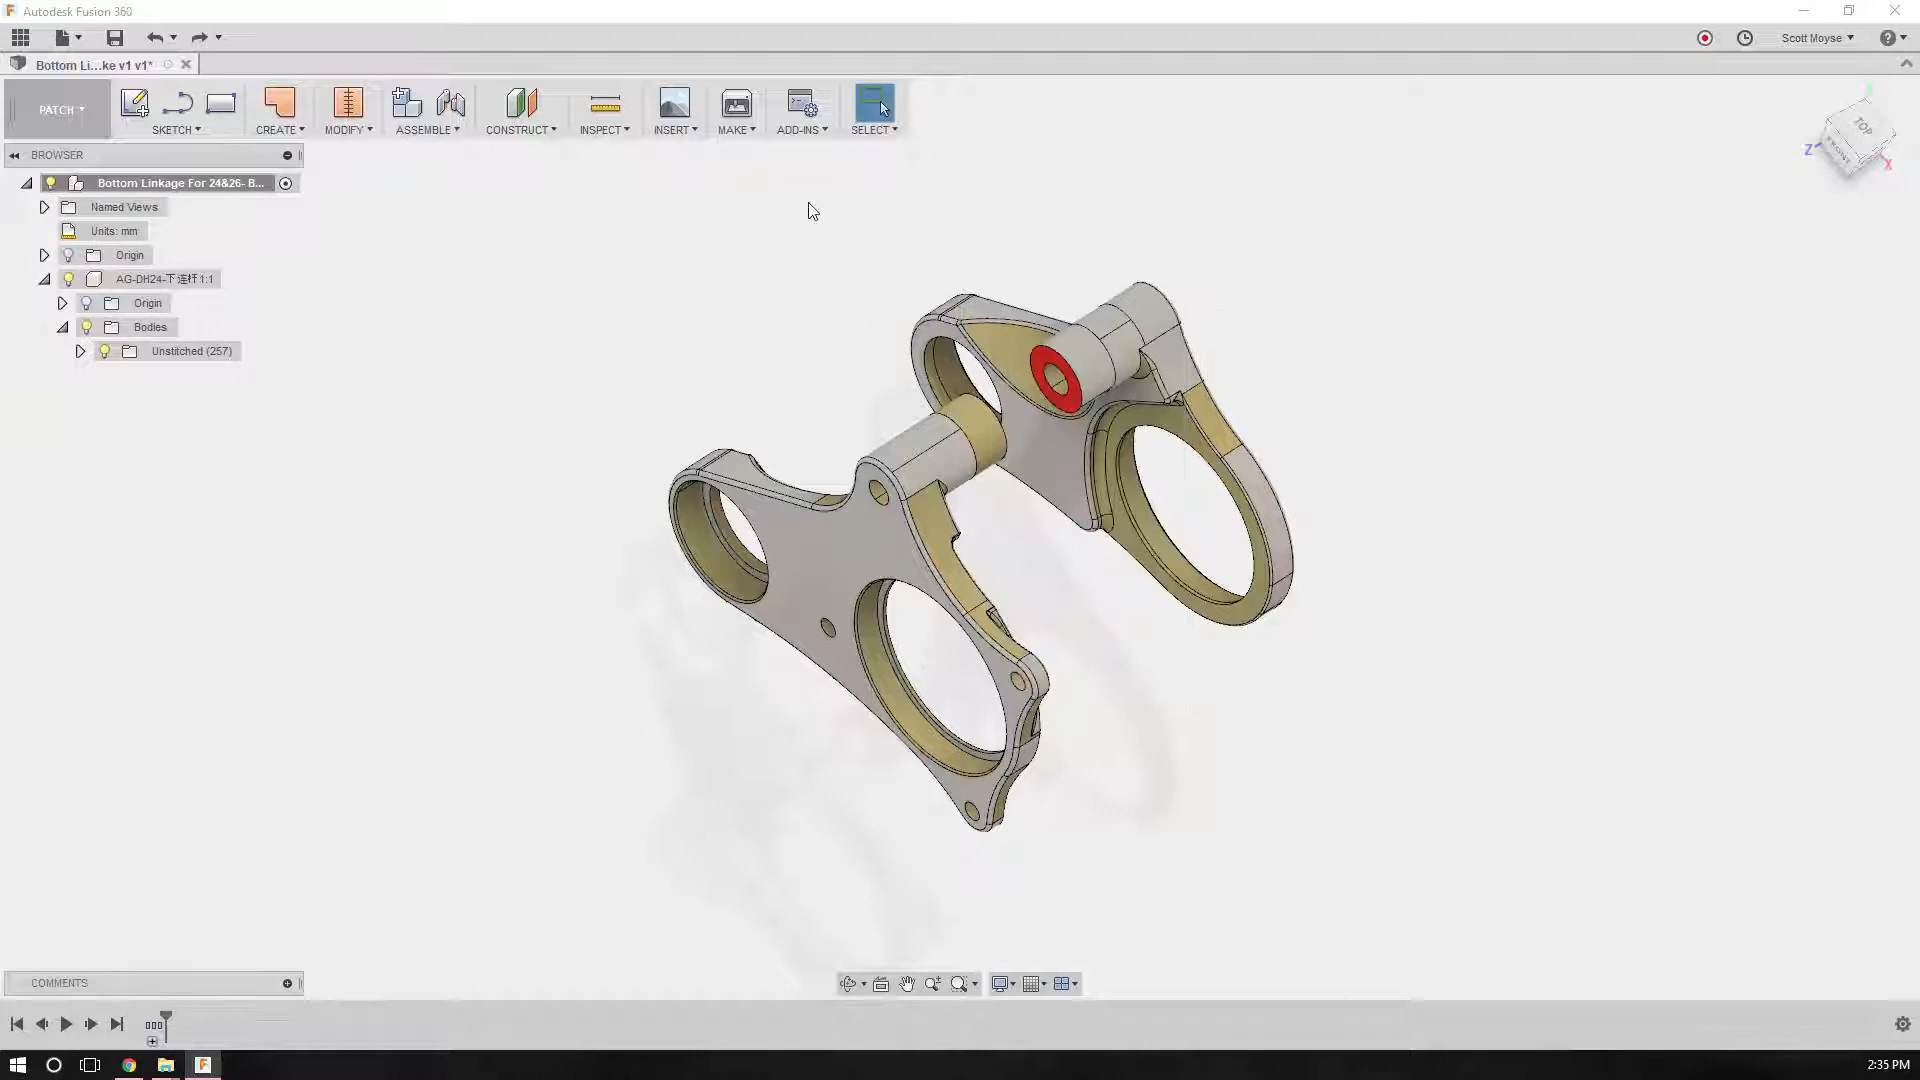 Autodesk Fusion 360
Scott Moyse
Bottom Li...ke v1 v1*
PATCH
SKETCH
CREATE
MODIFY
ASSEMBLE
CONSTRUCT
INSPECT
INSERT
MAKE
ADD-INS
SELECT
TOP
FRONT
Z
X
BROWSER
Bottom Linkage For 24&26- B...
Named Views
Units: mm
Origin
AG-DH24-下连杆1:1
Origin
Bodies
Unstitched (257)
COMMENTS
2:35 PM